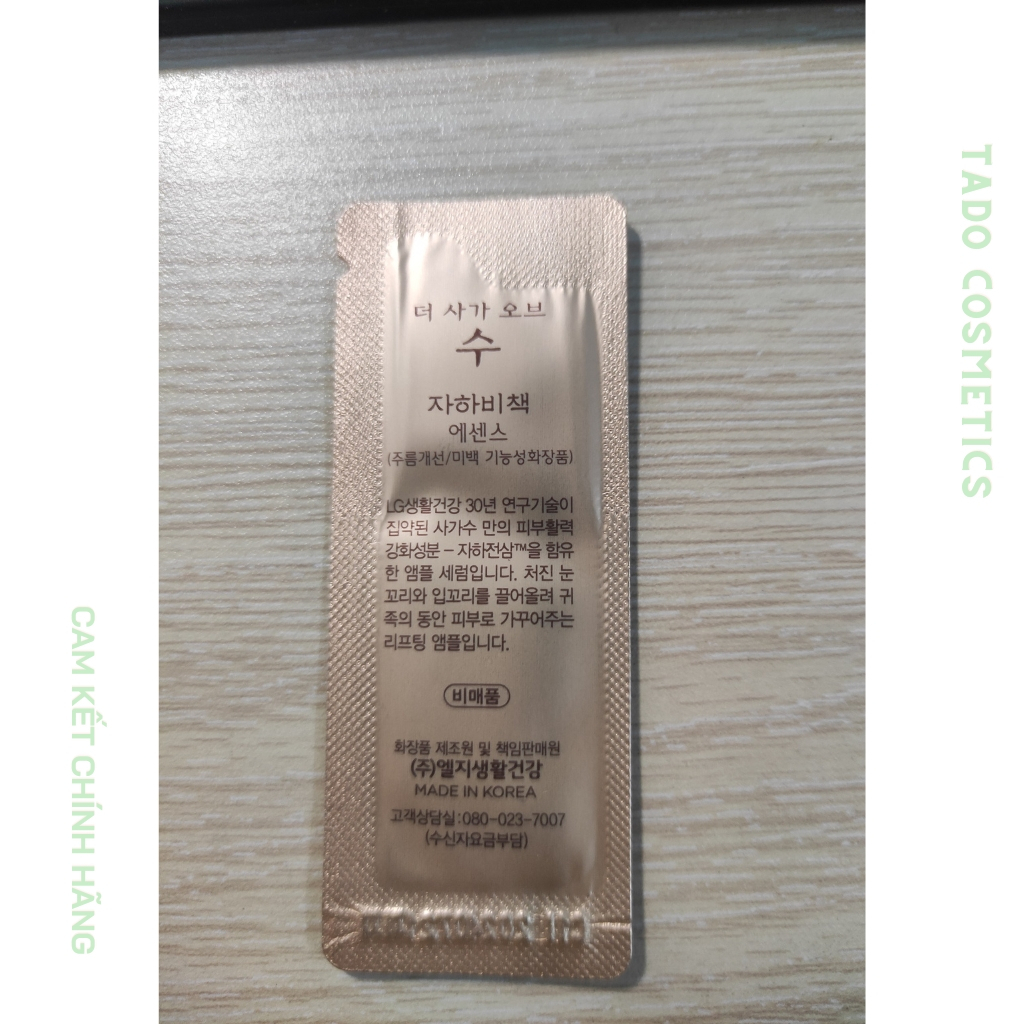 더 사가 오브
수
자하비책
에센스
(주름개선/미백 기능성화장품)
LG생활건강 30년 연구기술이
집약된 사가수 만의 피부활력
강화성분 – 자하전삼™을 함유
한 앰플 세럼입니다. 처진 눈
꼬리와 입꼬리를 끌어올려 귀
족의 동안 피부로 가꾸어주는
리프팅 앰플입니다.
비매품
화장품 제조원 및 책임판매원
(주)엘지생활건강
MADE IN KOREA
고객상담실:080-023-7007
(수신자요금부담)
TADO COSMETICS
CAM KẾT CHÍNH HÃNG